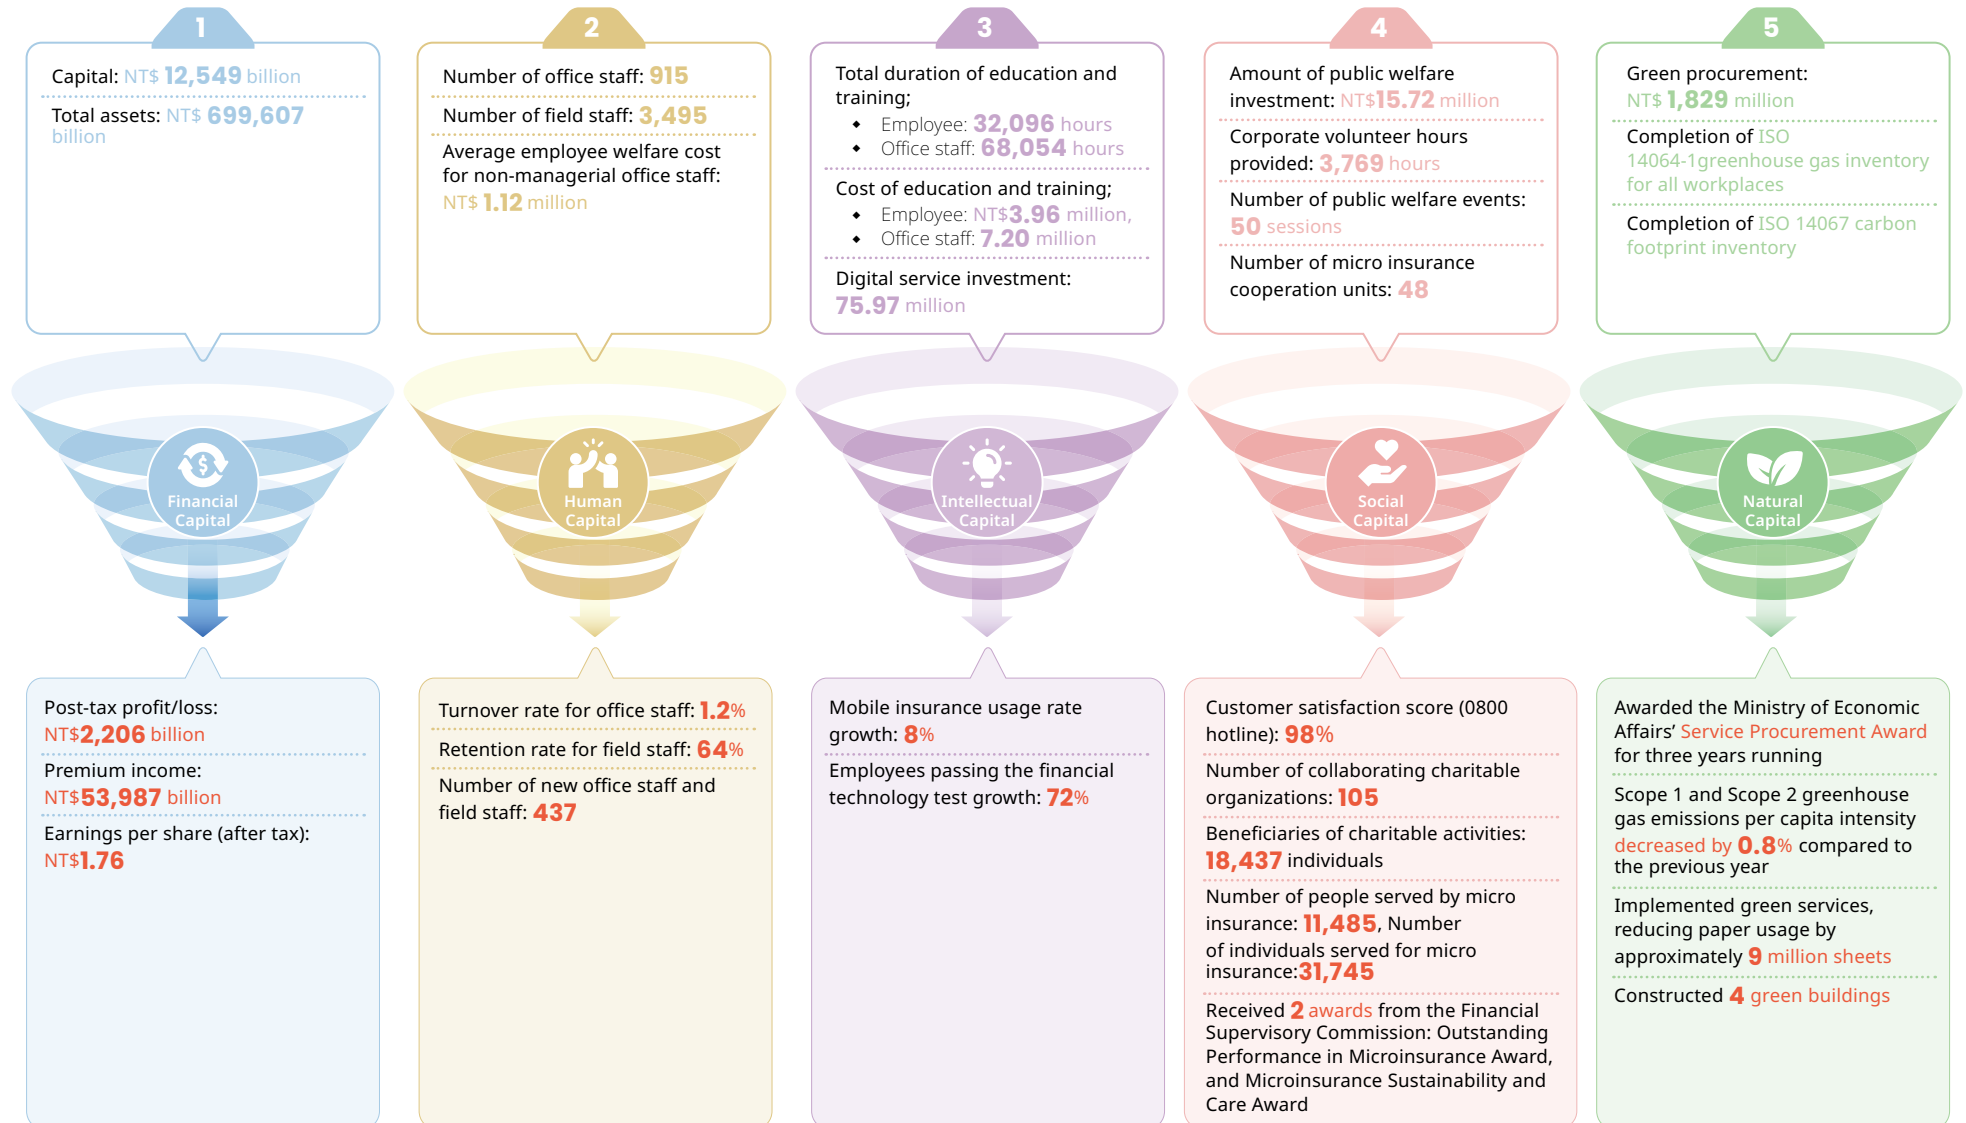 1
Capital: NT$ 12,549 billion
Total assets: NT$ 699,607
billion
Financial
Capital
Post-tax profit/loss:
NT$2,206 billion
Premium income:
NT$53,987 billion
Earnings per share (after tax):
NT$1.76
2
Number of office staff: 915
Number of field staff: 3,495
Average employee welfare cost
for non-managerial office staff:
NT$ 1.12 million
Human
Capital
Turnover rate for office staff: 1.2%
Retention rate for field staff: 64%
Number of new office staff and
field staff: 437
3
Total duration of education and
training;
◆ Employee: 32,096 hours
◆ Office staff: 68,054 hours
Cost of education and training;
◆ Employee: NT$3.96 million,
◆ Office staff: 7.20 million
Digital service investment:
75.97 million
Intellectual
Capital
Mobile insurance usage rate
growth: 8%
Employees passing the financial
technology test growth: 72%
4
Amount of public welfare
investment: NT$15.72 million
Corporate volunteer hours
provided: 3,769 hours
Number of public welfare events:
50 sessions
Number of micro insurance
cooperation units: 48
Social
Capital
Customer satisfaction score (0800
hotline): 98%
Number of collaborating charitable
organizations: 105
Beneficiaries of charitable activities:
18,437 individuals
Number of people served by micro
insurance: 11,485, Number
of individuals served for micro
insurance:31,745
Received 2 awards from the Financial
Supervisory Commission: Outstanding
Performance in Microinsurance Award,
and Microinsurance Sustainability and
Care Award
5
Green procurement:
NT$ 1,829 million
Completion of ISO
14064-1greenhouse gas inventory
for all workplaces
Completion of ISO 14067 carbon
footprint inventory
Natural
Capital
Awarded the Ministry of Economic
Affairs’ Service Procurement Award
for three years running
Scope 1 and Scope 2 greenhouse
gas emissions per capita intensity
decreased by 0.8% compared to
the previous year
Implemented green services,
reducing paper usage by
approximately 9 million sheets
Constructed 4 green buildings